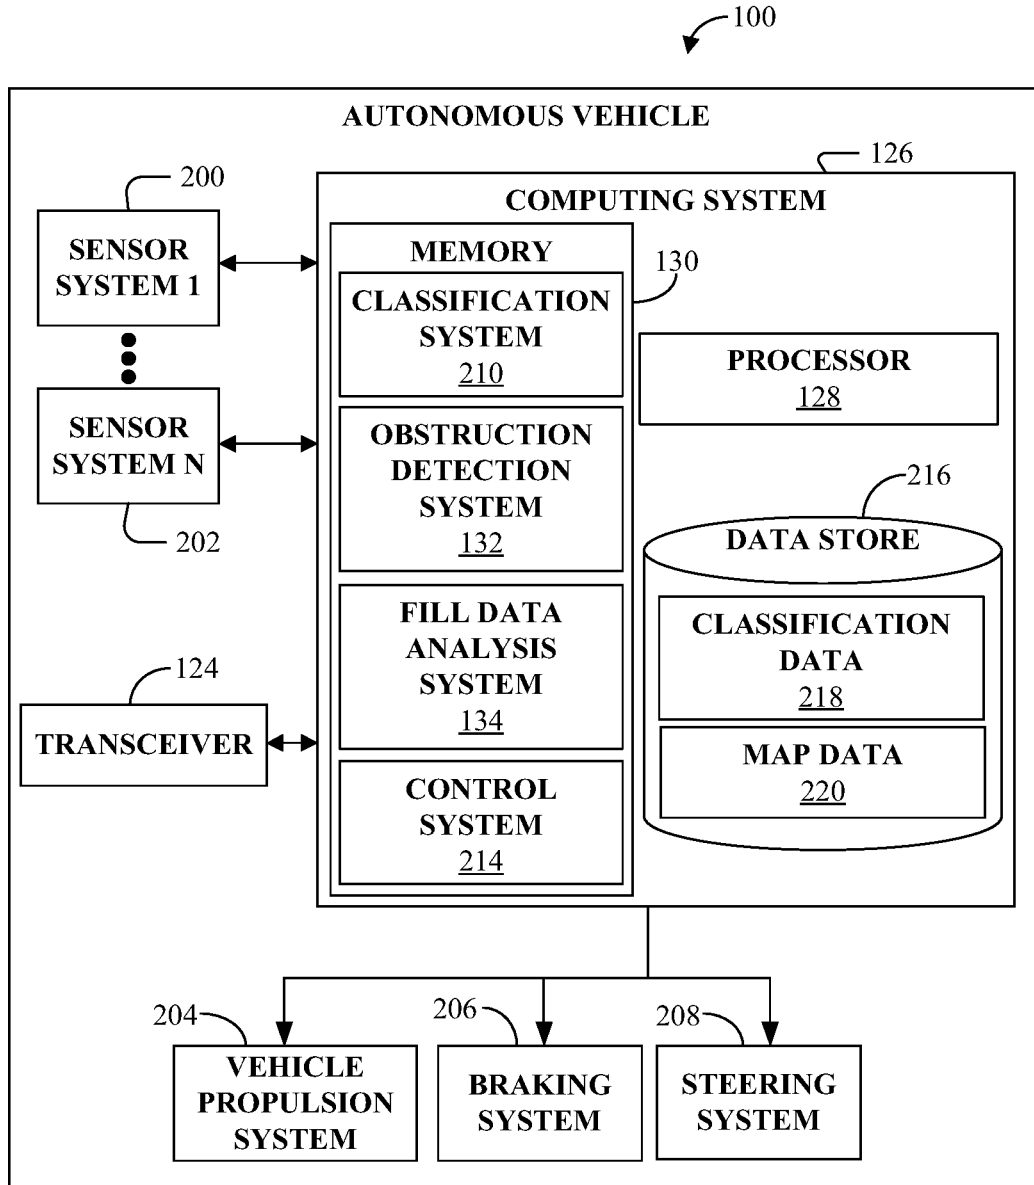 100
AUTONOMOUS VEHICLE
126
COMPUTING SYSTEM
200
SENSOR
SYSTEM 1
SENSOR
SYSTEM N
202
124
TRANSCEIVER
MEMORY
130
CLASSIFICATION
SYSTEM
210
OBSTRUCTION
DETECTION
SYSTEM
132
FILL DATA
ANALYSIS
SYSTEM
134
CONTROL
SYSTEM
214
PROCESSOR
128
216
DATA STORE
CLASSIFICATION
DATA
218
MAP DATA
220
204
VEHICLE
PROPULSION
SYSTEM
206
BRAKING
SYSTEM
208
STEERING
SYSTEM